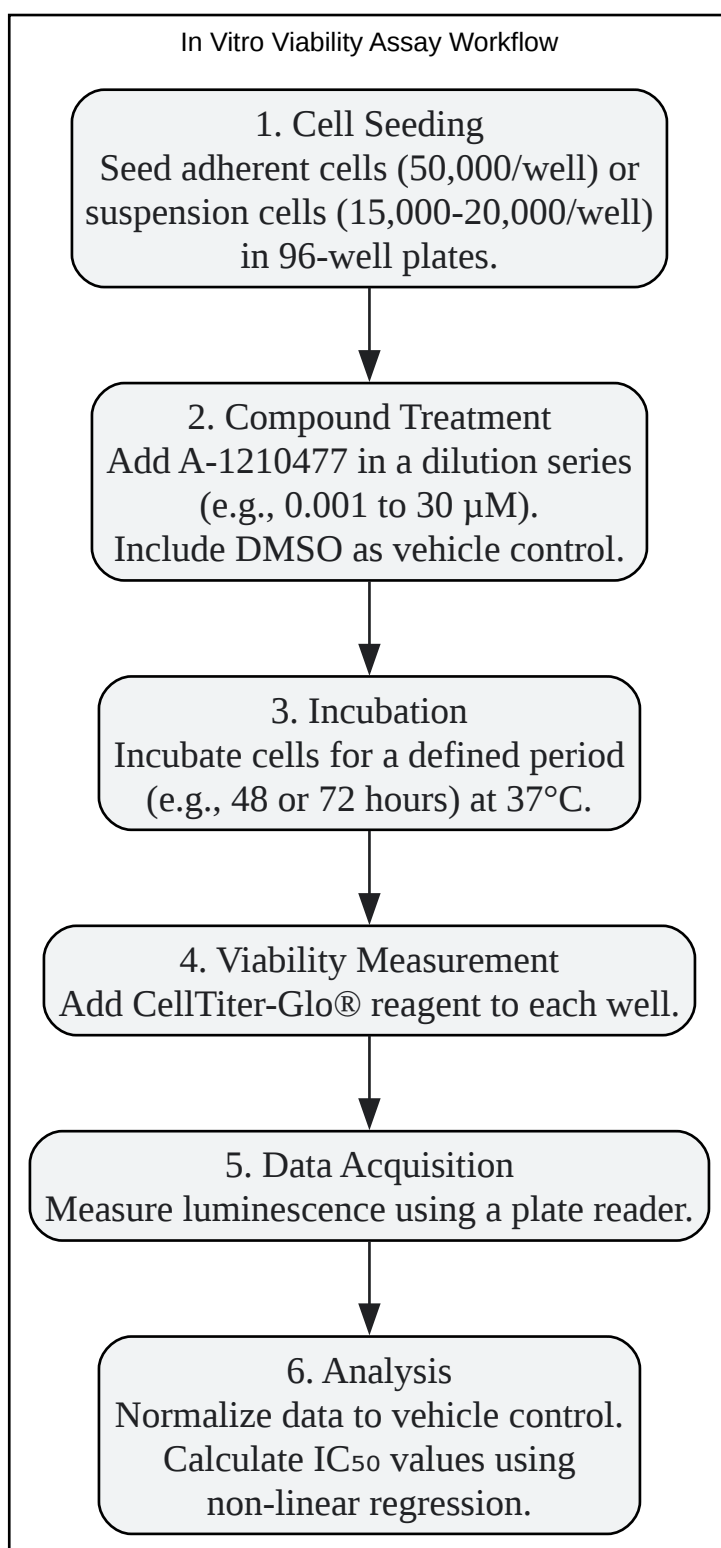 In Vitro Viability Assay Workflow
1. Cell Seeding
Seed adherent cells (50,000/well) or
suspension cells (15,000-20,000/well)
in 96-well plates.
2. Compound Treatment
Add A-1210477 in a dilution series
(e.g., 0.001 to 30 µM).
Include DMSO as vehicle control.
3. Incubation
Incubate cells for a defined period
(e.g., 48 or 72 hours) at 37°C.
4. Viability Measurement
Add CellTiter-Glo® reagent to each well.
5. Data Acquisition
Measure luminescence using a plate reader.
6. Analysis
Normalize data to vehicle control.
Calculate IC₅₀ values using
non-linear regression.